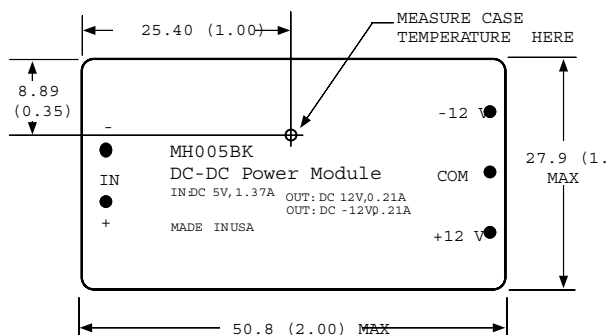 MEASURE CASE
TEMPERATURE HERE
25.40 (1.00)
8.89
(0.35)
-
-12 V
MH005BK
DC-DC Power Module
IN
COM
27.9 (1.
MAX
IN:DC 5V,1.37A
OUT: DC 12V,0.21A
OUT: DC -12V,0.21A
+
MADE IN USA
+12 V
50.8 (2.00) MAX